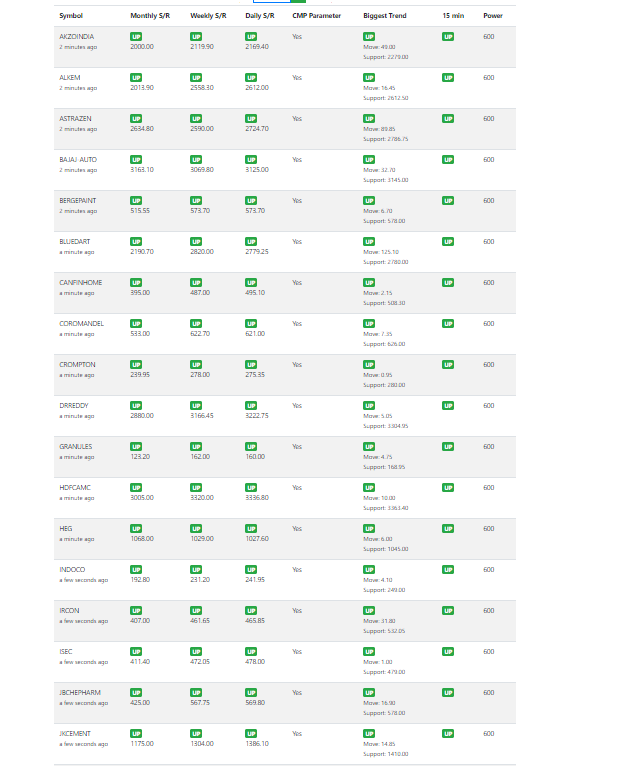 Symbol Monthly S/R Weekly S/R Daily S/R CMP Parameter Biggest Trend 15 min Power
AKZOINDIA UP UP UP Yes UP UP 600
2 minutes ago 2000.00 2119.90 2169.40 Move: 49.00
Support: 2279.00
ALKEM UP UP UP Yes UP UP 600
2 minutes ago 2013.90 2558.30 2612.00 Move: 16.45
Support: 2612.50
ASTRAZEN UP UP UP Yes UP UP 600
2 minutes ago 2634.80 2590.00 2724.70 Move: 89.85
Support: 2786.75
BAJAJ-AUTO UP UP UP Yes UP UP 600
2 minutes ago 3163.10 3069.80 3125.00 Move: 32.70
Support: 3145.00
BERGEPAINT UP UP UP Yes UP UP 600
2 minutes ago 515.55 573.70 573.70 Move: 6.70
Support: 578.00
BLUEDART UP UP UP Yes UP UP 600
a minute ago 2190.70 2820.00 2779.25 Move: 125.10
Support: 2780.00
CANFINHOME UP UP UP Yes UP UP 600
a minute ago 395.00 487.00 495.10 Move: 2.15
Support: 508.30
COROMANDEL UP UP UP Yes UP UP 600
a minute ago 533.00 622.70 621.00 Move: 7.35
Support: 626.00
CROMPTON UP UP UP Yes UP UP 600
a minute ago 239.95 278.00 275.35 Move: 0.95
Support: 280.00
DRREDDY UP UP UP Yes UP UP 600
a minute ago 2880.00 3166.45 3222.75 Move: 5.05
Support: 3304.95
GRANULES UP UP UP Yes UP UP 600
a minute ago 123.20 162.00 160.00 Move: 4.75
Support: 168.95
HDFCAMC UP UP UP Yes UP UP 600
a minute ago 3005.00 3320.00 3336.80 Move: 10.00
Support: 3363.40
HEG UP UP UP Yes UP UP 600
a minute ago 1068.00 1029.00 1027.60 Move: 6.00
Support: 1045.00
INDOCO UP UP UP Yes UP UP 600
a few seconds ago 192.80 231.20 241.95 Move: 4.10
Support: 249.00
IRCON UP UP UP Yes UP UP 600
a few seconds ago 407.00 461.65 465.85 Move: 31.80
Support: 532.05
ISEC UP UP UP Yes UP UP 600
a few seconds ago 411.40 472.05 478.00 Move: 1.00
Support: 479.00
JBCHEPHARM UP UP UP Yes UP UP 600
a few seconds ago 425.00 567.75 569.80 Move: 16.90
Support: 578.00
JKCEMENT UP UP UP Yes UP UP 600
a few seconds ago 1175.00 1304.00 1386.10 Move: 14.85
Support: 1410.00